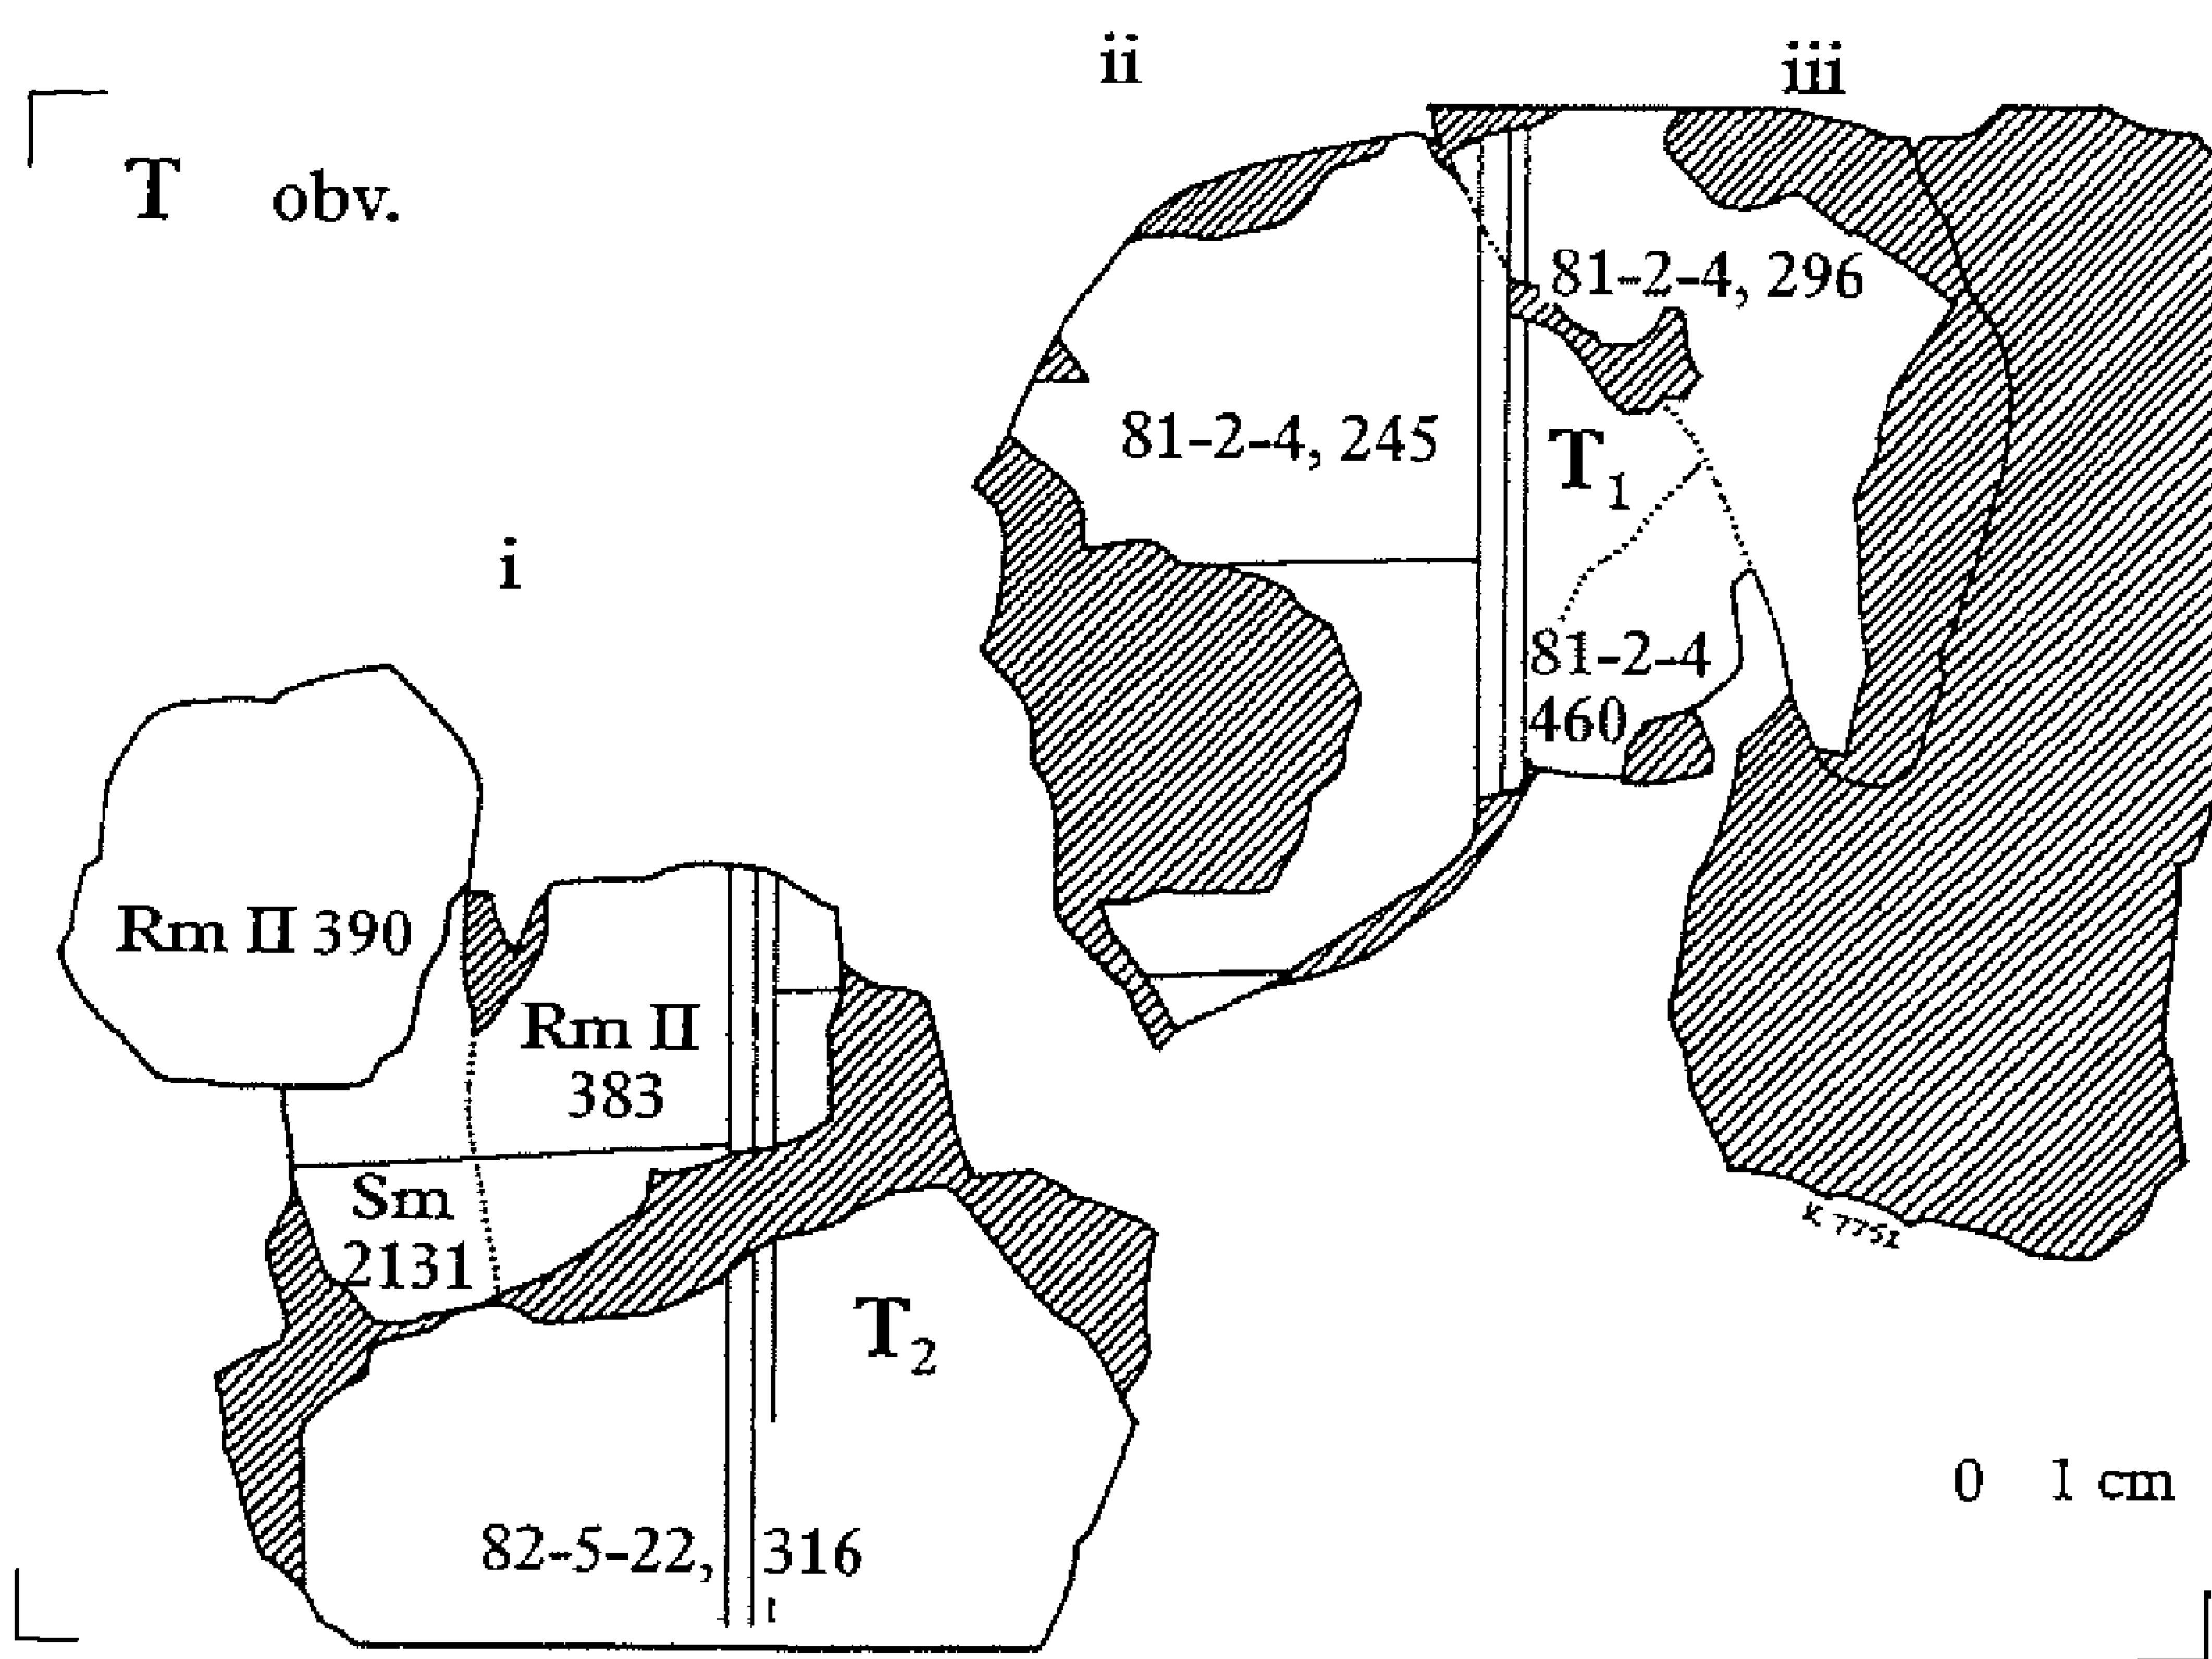 ii
iii
T obv.
81-2-4, 296
81-2-4, 245
T₁
i
81-2-4
460
Rm II 390
Rm II
383
Sm
2131
K 7751
T₂
0 1 cm
82-5-22, 316